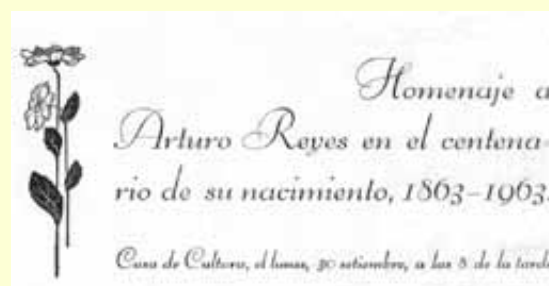 Homenaje a
Arturo Reyes en el centena-
rio de su nacimiento, 1863-1963.
Casa de Cultura, el lunes, 30 setiembre, a las 8 de la tarde